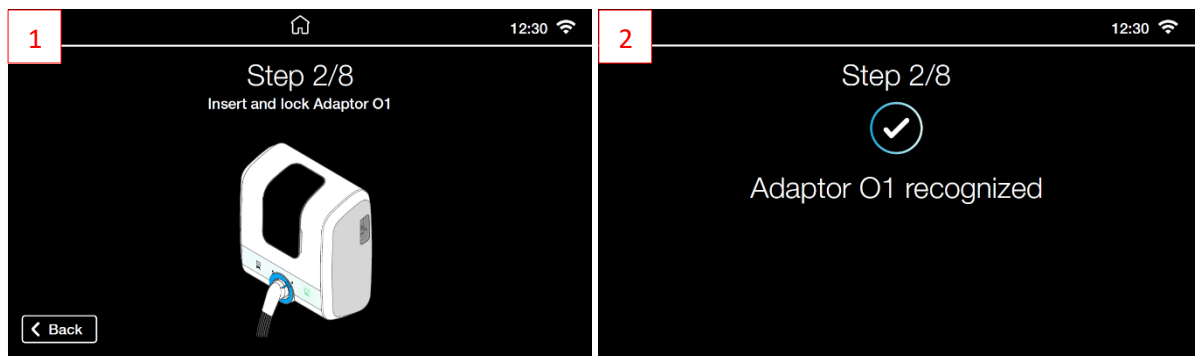 1
12:30
Step 2/8
Insert and lock Adaptor O1
Back
2
12:30
Step 2/8
Adaptor O1 recognized